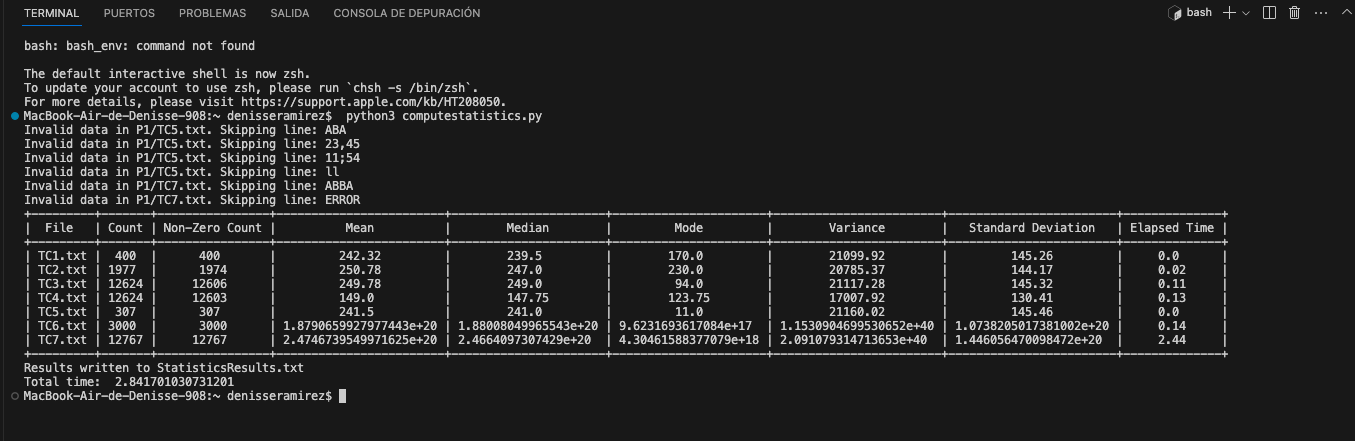 TERMINAL PUERTOS PROBLEMAS SALIDA CONSOLA DE DEPURACIÓN bash
bash: bash_env: command not found
The default interactive shell is now zsh.
To update your account to use zsh, please run `chsh -s /bin/zsh`.
For more details, please visit https://support.apple.com/kb/HT208050.
MacBook-Air-de-Denisse-908:~ denisseramirez$  python3 computestatistics.py
Invalid data in P1/TC5.txt. Skipping line: ABA
Invalid data in P1/TC5.txt. Skipping line: 23,45
Invalid data in P1/TC5.txt. Skipping line: 11;54
Invalid data in P1/TC5.txt. Skipping line: ll
Invalid data in P1/TC7.txt. Skipping line: ABBA
Invalid data in P1/TC7.txt. Skipping line: ERROR
| File | Count | Non-Zero Count | Mean | Median | Mode | Variance | Standard Deviation | Elapsed Time |
| TC1.txt | 400 | 400 | 242.32 | 239.5 | 170.0 | 21099.92 | 145.26 | 0.0 |
| TC2.txt | 1977 | 1974 | 250.78 | 247.0 | 230.0 | 20785.37 | 144.17 | 0.02 |
| TC3.txt | 12624 | 12606 | 249.78 | 249.0 | 94.0 | 21117.28 | 145.32 | 0.11 |
| TC4.txt | 12624 | 12603 | 149.0 | 147.75 | 123.75 | 17007.92 | 130.41 | 0.13 |
| TC5.txt | 307 | 307 | 241.5 | 241.0 | 11.0 | 21160.02 | 145.46 | 0.0 |
| TC6.txt | 3000 | 3000 | 1.8790659927977443e+20 | 1.88008049965543e+20 | 9.6231693617084e+17 | 1.1530904699530652e+40 | 1.0738205017381002e+20 | 0.14 |
| TC7.txt | 12767 | 12767 | 2.4746739549971625e+20 | 2.4664097307429e+20 | 4.30461588377079e+18 | 2.091079314713653e+40 | 1.446056470098472e+20 | 2.44 |
Results written to StatisticsResults.txt
Total time:  2.841701030731201
MacBook-Air-de-Denisse-908:~ denisseramirez$